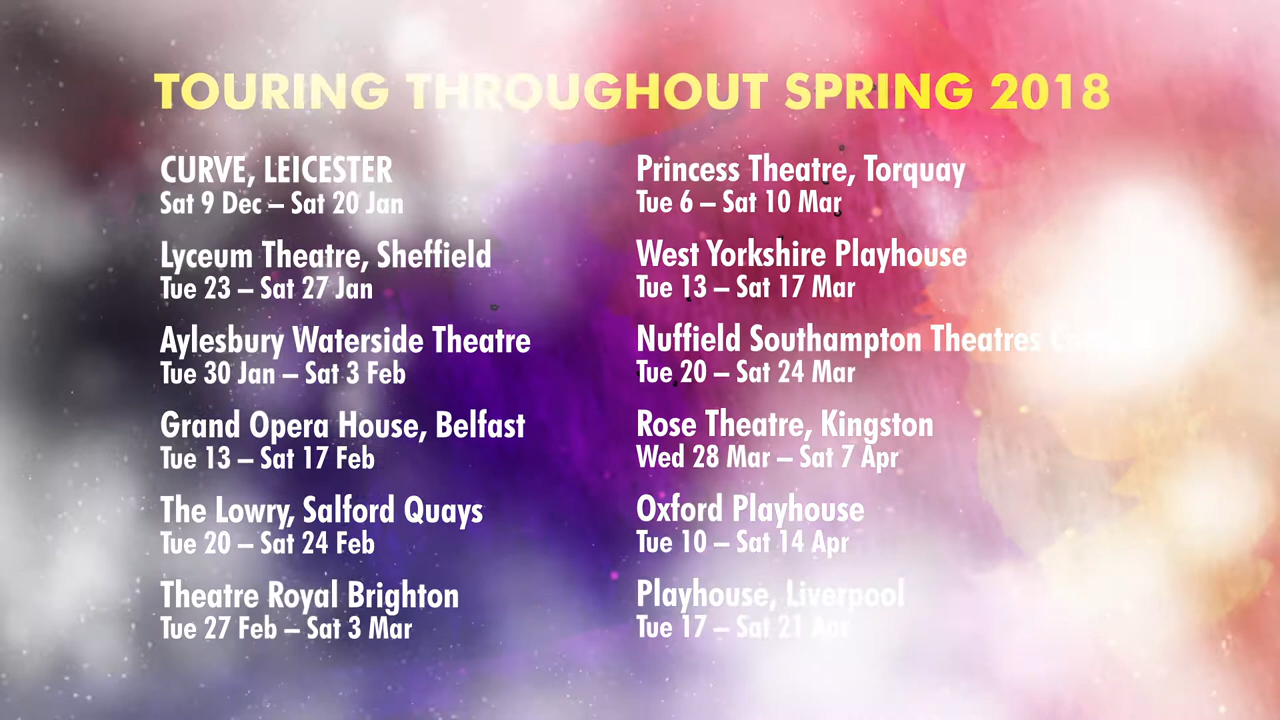 TOURING THROUGHOUT SPRING 2018
CURVE, LEICESTER
Sat 9 Dec – Sat 20 Jan
Lyceum Theatre, Sheffield
Tue 23 – Sat 27 Jan
Aylesbury Waterside Theatre
Tue 30 Jan – Sat 3 Feb
Grand Opera House, Belfast
Tue 13 – Sat 17 Feb
The Lowry, Salford Quays
Tue 20 – Sat 24 Feb
Theatre Royal Brighton
Tue 27 Feb – Sat 3 Mar
Princess Theatre, Torquay
Tue 6 – Sat 10 Mar
West Yorkshire Playhouse
Tue 13 – Sat 17 Mar
Nuffield Southampton Theatres
Tue 20 – Sat 24 Mar
Rose Theatre, Kingston
Wed 28 Mar – Sat 7 Apr
Oxford Playhouse
Tue 10 – Sat 14 Apr
Playhouse, Liverpool
Tue 17 – Sat 21 Apr